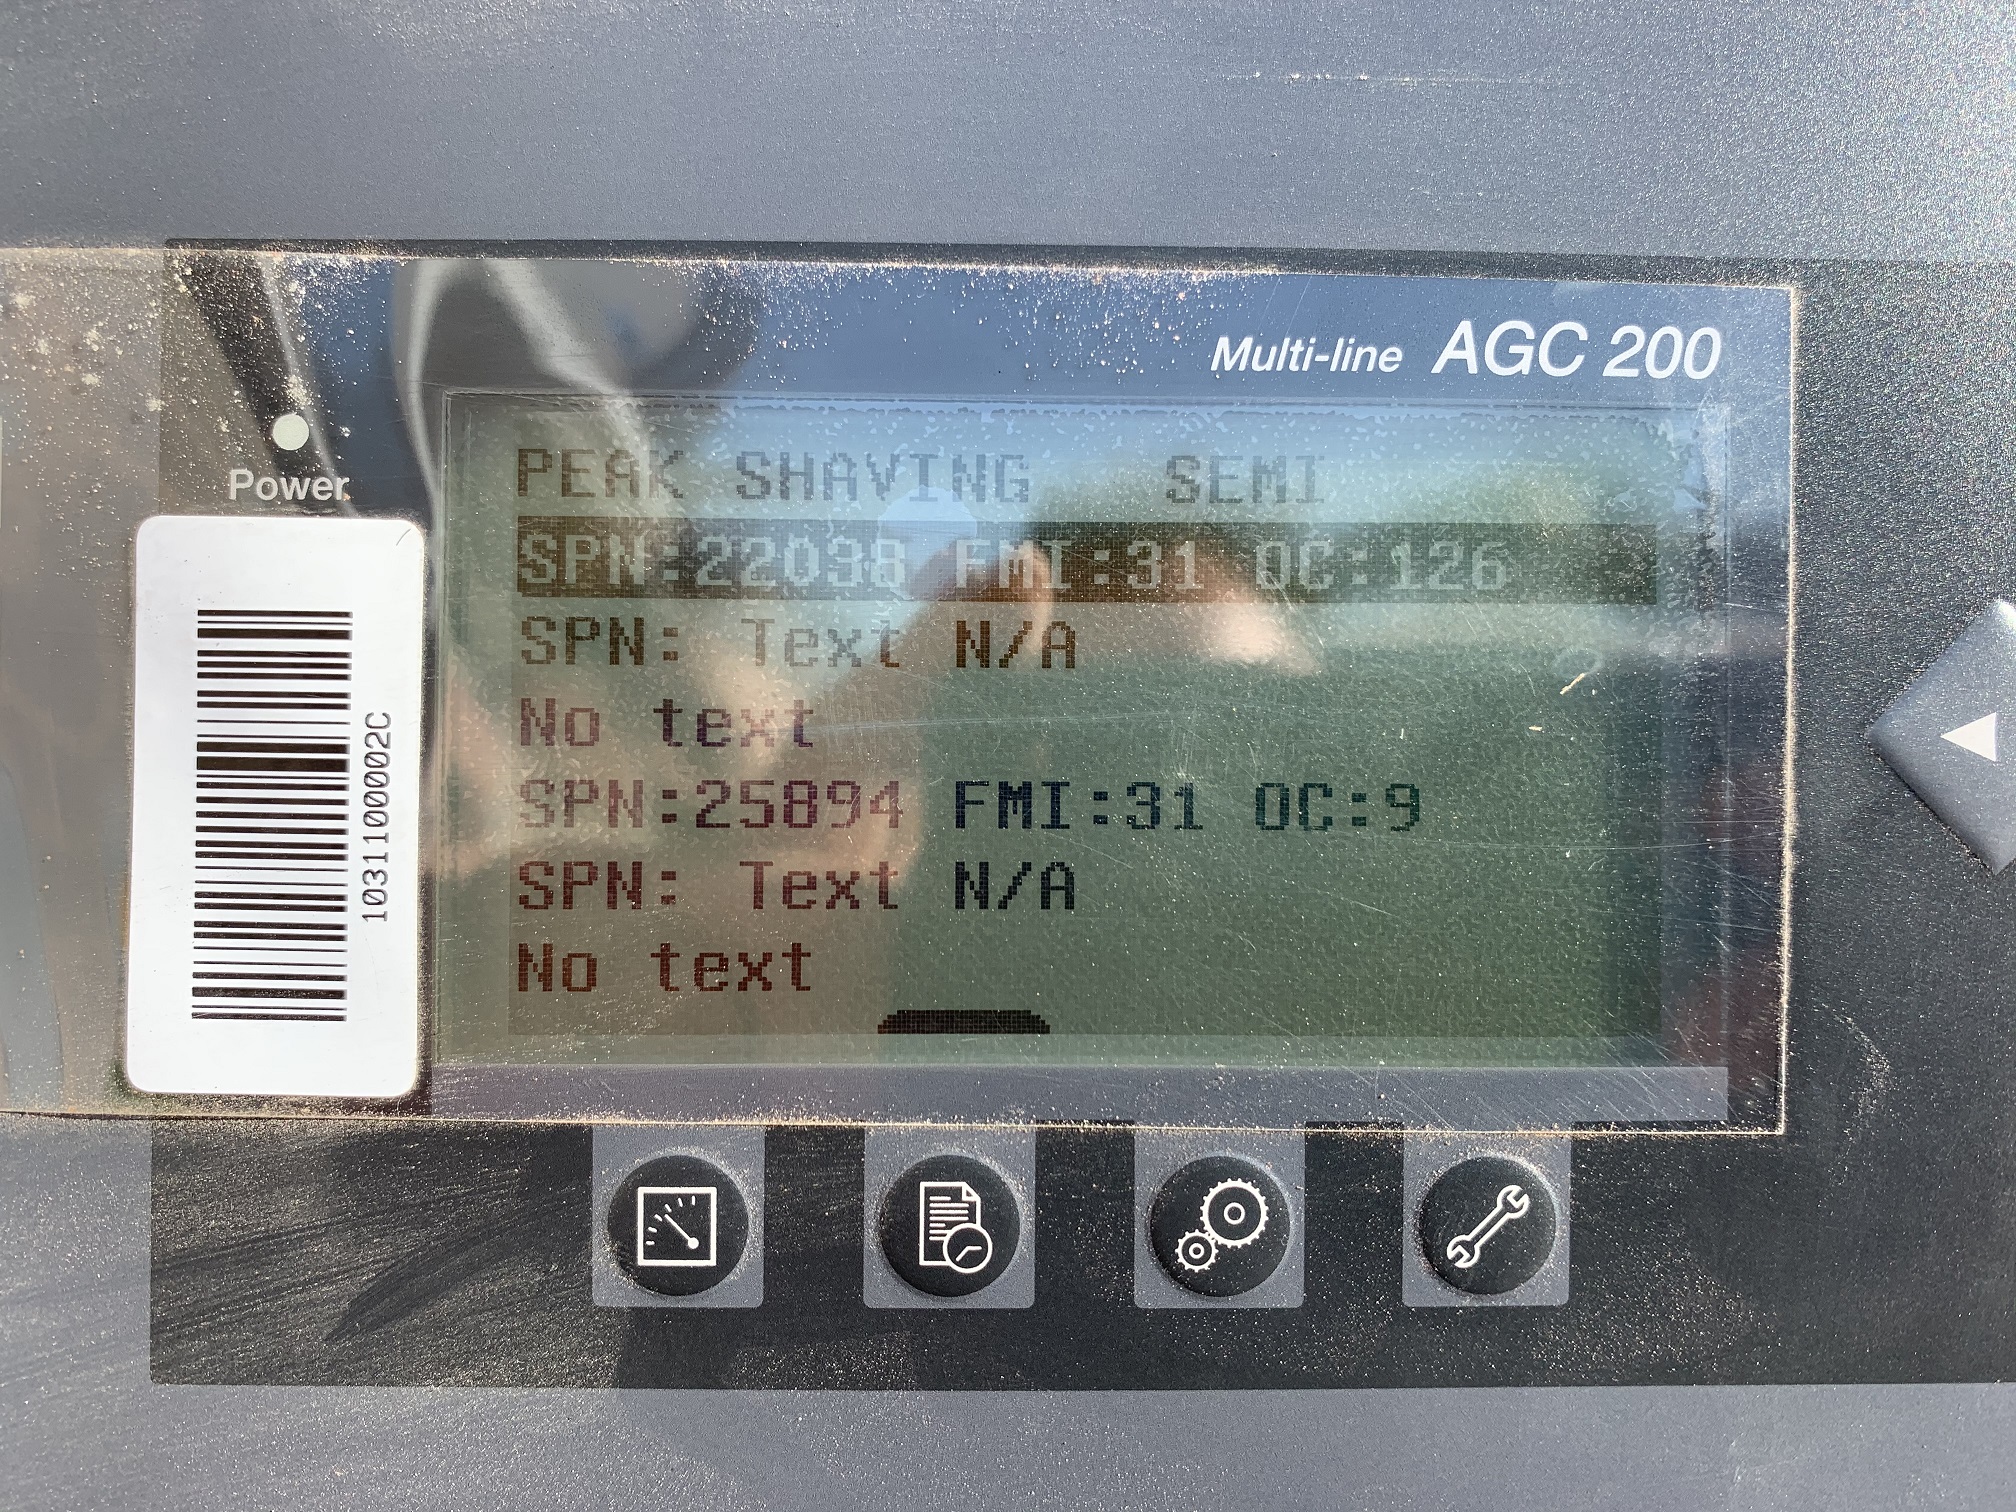 Multi-line AGC 200
Power
PEAK SHAVING SEMI
SPN:22038 FMI:31 OC:126
SPN: Text N/A
No text
SPN:25894 FMI:31 OC:9
SPN: Text N/A
No text
1031100002C